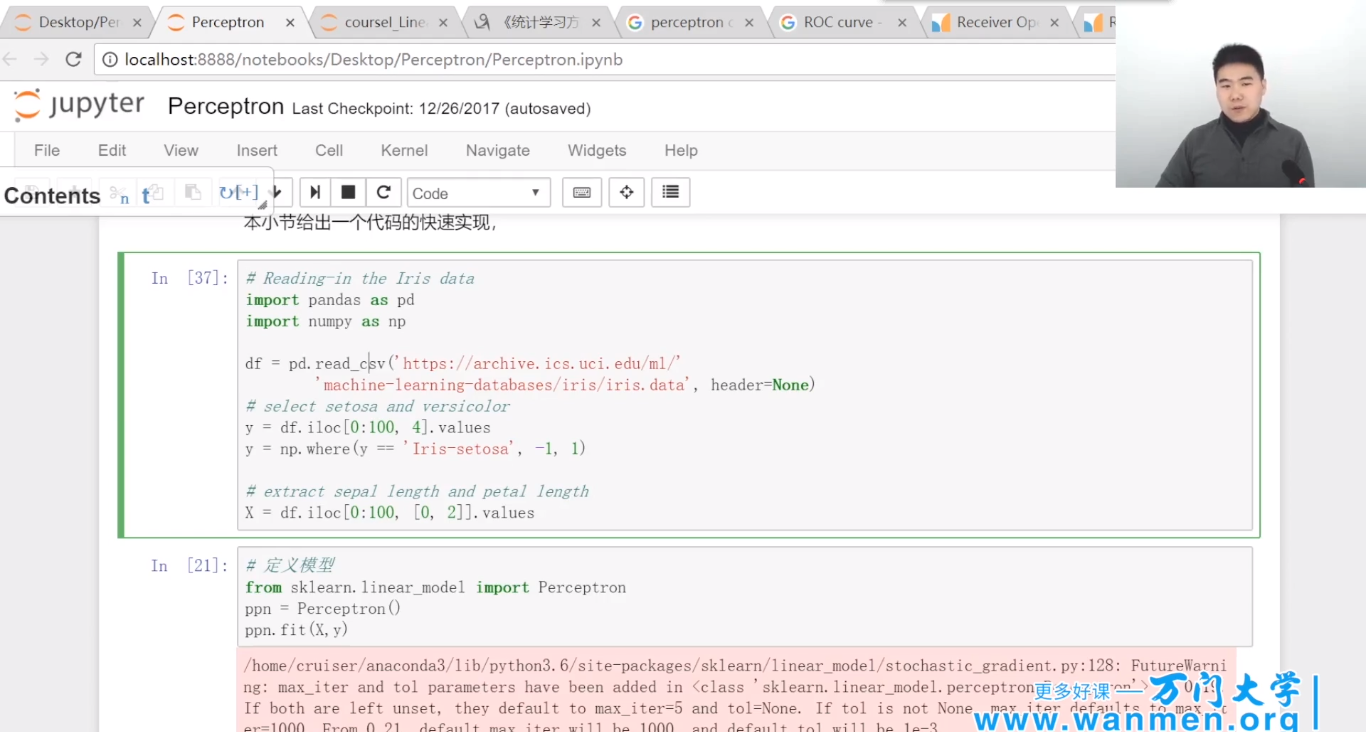 Desktop/Per
Perceptron
coursel_Line
《统计学习方
perceptron
ROC curve -
Receiver Op
localhost:8888/notebooks/Desktop/Perceptron/Perceptron.ipynb
jupyter Perceptron Last Checkpoint: 12/26/2017 (autosaved)
File Edit View Insert Cell Kernel Navigate Widgets Help
Contents n t [+] Code
本小节给出一个代码的快速实现,
In [37]: # Reading-in the Iris data
import pandas as pd
import numpy as np
df = pd.read_csv('https://archive.ics.uci.edu/ml/'
'machine-learning-databases/iris/iris.data', header=None)
# select setosa and versicolor
y = df.iloc[0:100, 4].values
y = np.where(y == 'Iris-setosa', -1, 1)
# extract sepal length and petal length
X = df.iloc[0:100, [0, 2]].values
In [21]: # 定义模型
from sklearn.linear_model import Perceptron
ppn = Perceptron()
ppn.fit(X,y)
/home/cruiser/anaconda3/lib/python3.6/site-packages/sklearn/linear_model/stochastic_gradient.py:128: FutureWarni
ng: max_iter and tol parameters have been added in <class 'sklearn.linear_model.perceptron
If both are left unset, they default to max_iter=5 and tol=None. If tol is not None, max_iter defaults to max_it
er=1000. From 0.21, default max_iter will be 1000, and default tol will be 1e-3.
更多好课——万门大学
www.wanmen.org